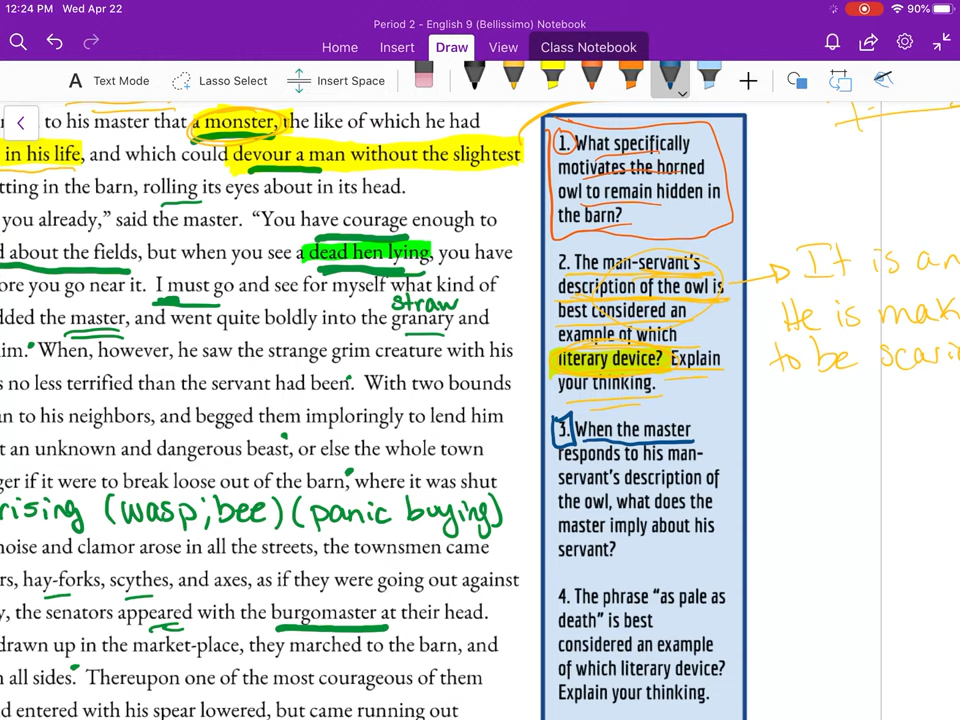 12:24 PM Wed Apr 22
90%
Period 2 - English 9 (Bellissimo) Notebook
Home Insert Draw View Class Notebook
Text Mode Lasso Select Insert Space
to his master that a monster, the like of which he had
in his life, and which could devour a man without the slightest
tting in the barn, rolling its eyes about in its head.
you already,” said the master. “You have courage enough to
d about the fields, but when you see a dead hen lying, you have
ore you go near it. I must go and see for myself what kind of
straw
dded the master, and went quite boldly into the granary and
im. When, however, he saw the strange grim creature with his
s no less terrified than the servant had been. With two bounds
an to his neighbors, and begged them imploringly to lend him
t an unknown and dangerous beast, or else the whole town
ger if it were to break loose out of the barn, where it was shut
rising (wasp; bee) (panic buying)
noise and clamor arose in all the streets, the townsmen came
rs, hay-forks, scythes, and axes, as if they were going out against
y, the senators appeared with the burgomaster at their head.
drawn up in the market-place, they marched to the barn, and
n all sides. Thereupon one of the most courageous of them
d entered with his spear lowered, but came running out
1. What specifically
motivates the horned
owl to remain hidden in
the barn?
2. The man-servant’s
description of the owl is
best considered an
example of which
literary device? Explain
your thinking.
3. When the master
responds to his man-
servant’s description of
the owl, what does the
master imply about his
servant?
4. The phrase “as pale as
death” is best
considered an example
of which literary device?
Explain your thinking.
It is an
He is mak
to be scari